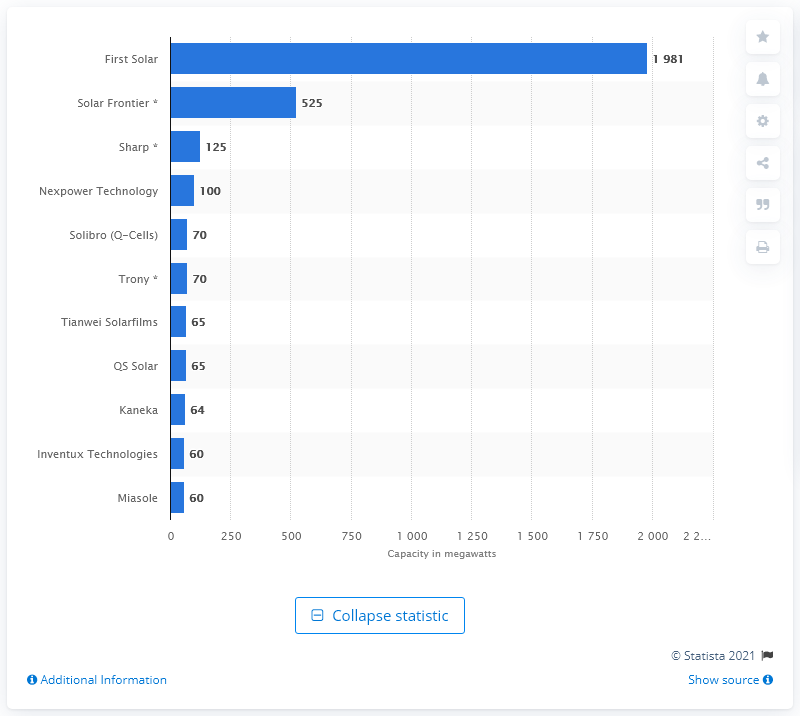 First Solar 1 981
Solar Frontier * 525
Sharp * 125
Nexpower Technology 100
Solibro (Q-Cells) 70
Trony * 70
Tianwei Solarfilms 65
QS Solar 65
Kaneka 64
Inventux Technologies 60
Miasole 60
0 250 500 750 1 000 1 250 1 500 1 750 2 000 2 2...
Capacity in megawatts
Collapse statistic
© Statista 2021
Additional Information Show source